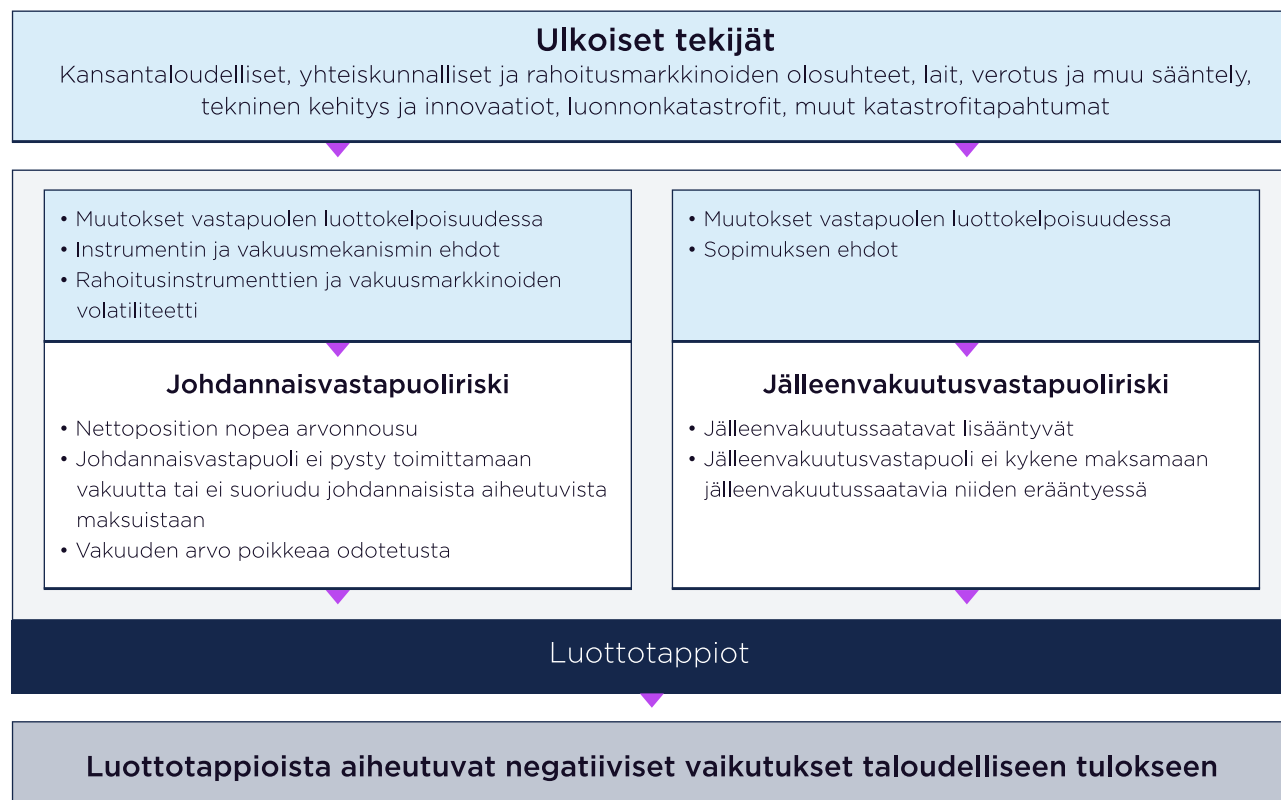 Ulkoiset tekijät
Kansantaloudelliset, yhteiskunnalliset ja rahoitusmarkkinoiden olosuhteet, lait, verotus ja muu sääntely,
tekninen kehitys ja innovaatiot, luonnonkatastrofit, muut katastrofitapahtumat
• Muutokset vastapuolen luottokelpoisuudessa
• Instrumentin ja vakuusmekanismin ehdot
• Rahoitusinstrumenttien ja vakuusmarkkinoiden
volatiliteetti
Johdannaisvastapuoliriski
• Nettoposition nopea arvonnousu
• Johdannaisvastapuoli ei pysty toimittamaan
vakuutta tai ei suoriudu johdannaisista aiheutuvista
maksuistaan
• Vakuuden arvo poikkeaa odotetusta
• Muutokset vastapuolen luottokelpoisuudessa
• Sopimuksen ehdot
Jälleenvakuutusvastapuoliriski
• Jälleenvakuutussaatavat lisääntyvät
• Jälleenvakuutusvastapuoli ei kykene maksamaan
jälleenvakuutussaatavia niiden erääntyessä
Luottotappiot
Luottotappioista aiheutuvat negatiiviset vaikutukset taloudelliseen tulokseen